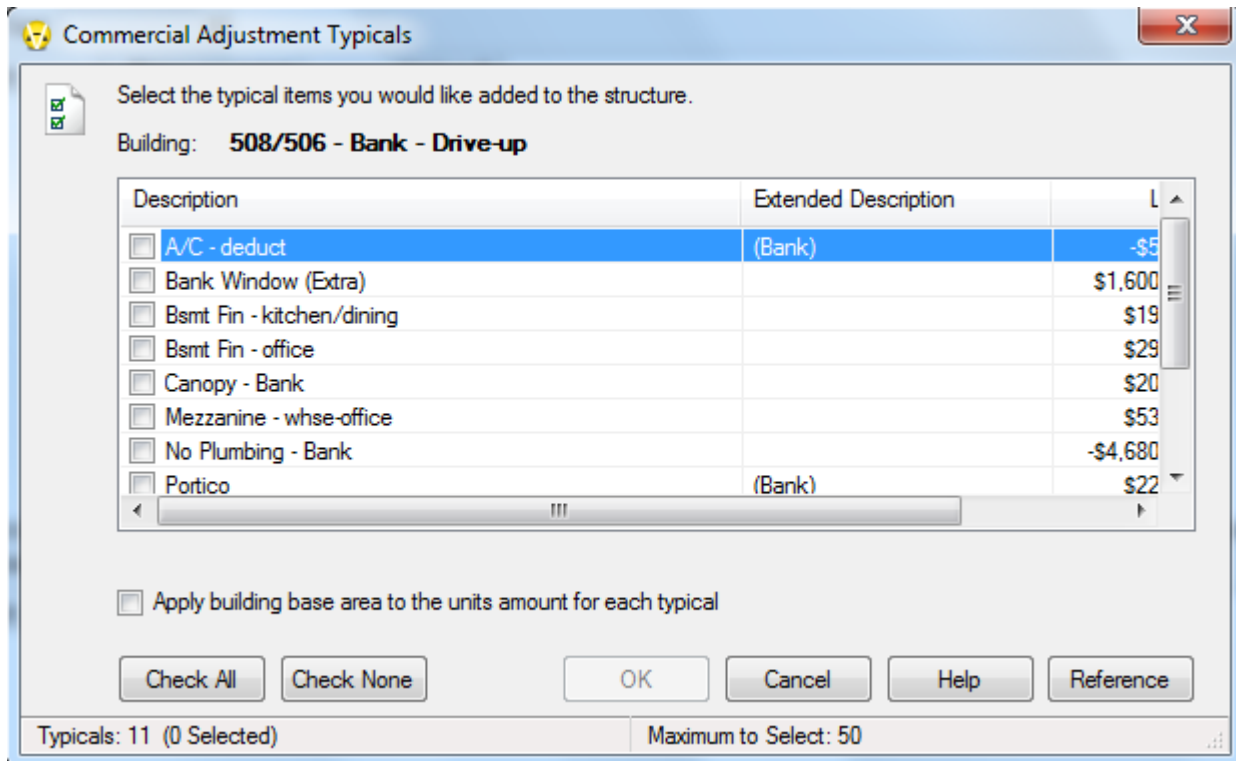 Commercial Adjustment Typicals
Select the typical items you would like added to the structure.
Building: 508/506 - Bank - Drive-up
Description Extended Description L
A/C - deduct (Bank) -$5
Bank Window (Extra) $1,600
Bsmt Fin - kitchen/dining $19
Bsmt Fin - office $29
Canopy - Bank $20
Mezzanine - whse-office $53
No Plumbing - Bank -$4,680
Portico (Bank) $22
Apply building base area to the units amount for each typical
Check All Check None OK Cancel Help Reference
Typicals: 11 (0 Selected) Maximum to Select: 50